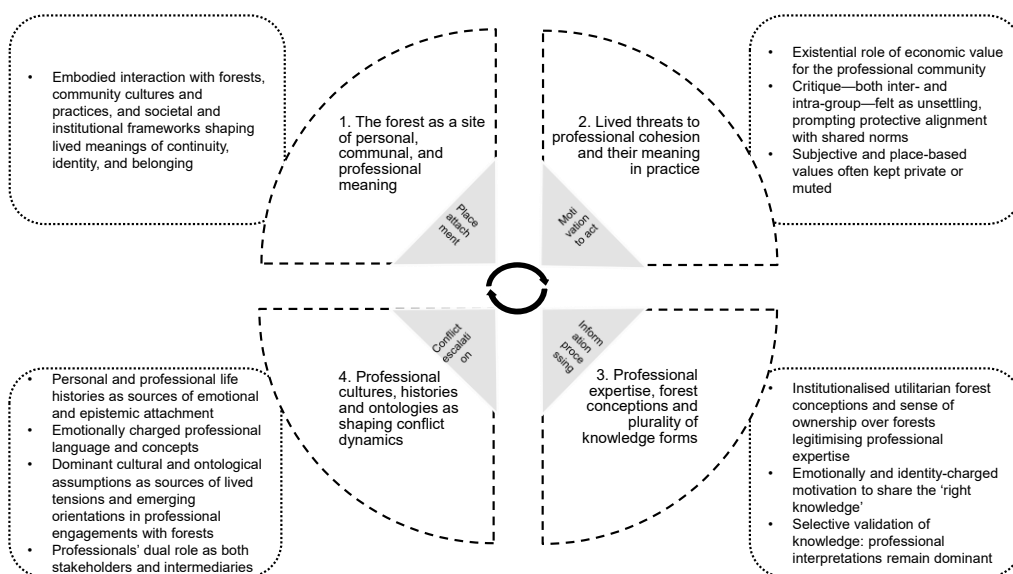 • Embodied interaction with forests,
community cultures and
practices, and societal and
institutional frameworks shaping
lived meanings of continuity,
identity, and belonging
1. The forest as a site
of personal,
communal, and
professional
meaning
Place
attach
ment
2. Lived threats to
professional cohesion
and their meaning
in practice
Moti
vation
to act
• Existential role of economic value
for the professional community
• Critique—both inter- and
intra-group—felt as unsettling,
prompting protective alignment
with shared norms
• Subjective and place-based
values often kept private or
muted
• Personal and professional life
histories as sources of emotional
and epistemic attachment
• Emotionally charged professional
language and concepts
• Dominant cultural and ontological
assumptions as sources of lived
tensions and emerging
orientations in professional
engagements with forests
• Professionals’ dual role as both
stakeholders and intermediaries
Conflict
escalati
on
4. Professional
cultures, histories
and ontologies as
shaping conflict
dynamics
Inform
ation
proce
ssing
3. Professional
expertise, forest
conceptions and
plurality of
knowledge forms
• Institutionalised utilitarian forest
conceptions and sense of
ownership over forests
legitimising professional
expertise
• Emotionally and identity-charged
motivation to share the ‘right
knowledge’
• Selective validation of
knowledge: professional
interpretations remain dominant